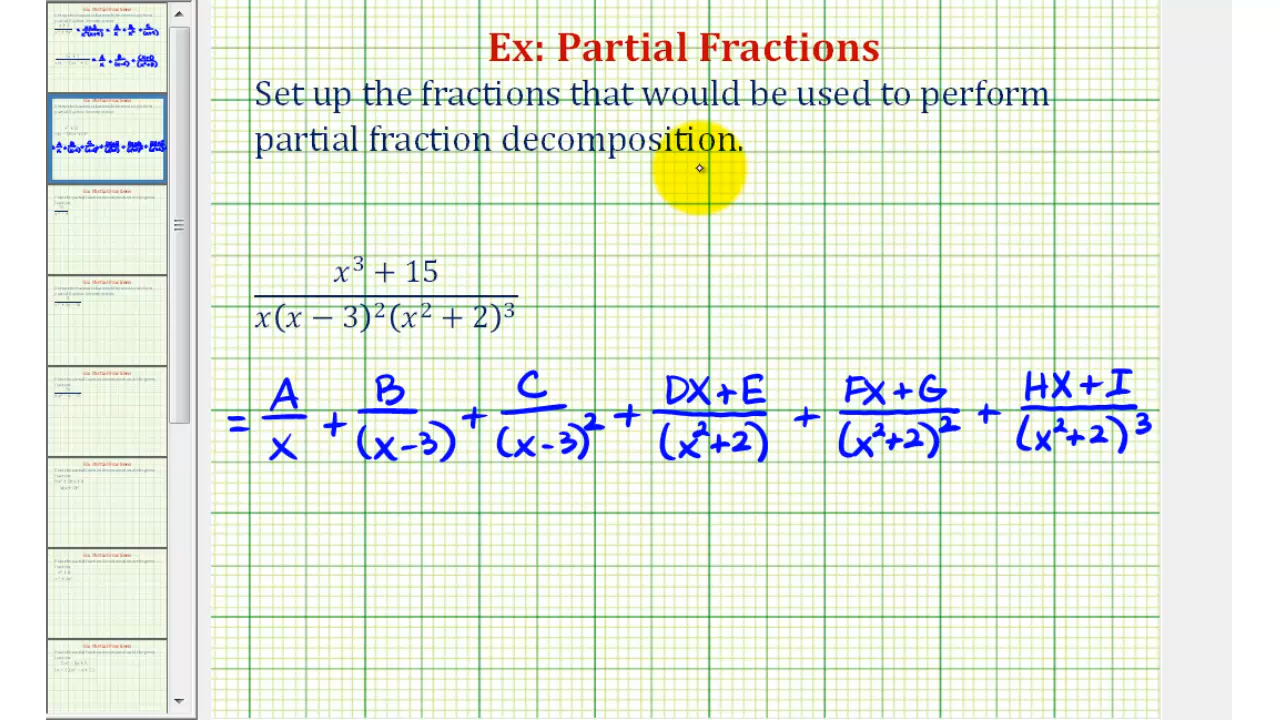 Ex: Partial Fractions
Set up the fractions that would be used to perform
partial fraction decomposition.
x³ + 15
x(x − 3)²(x² + 2)³
= A/x + B/(x-3) + C/(x-3)² + DX+E/(x²+2) + FX+G/(x²+2)² + HX+I/(x²+2)³